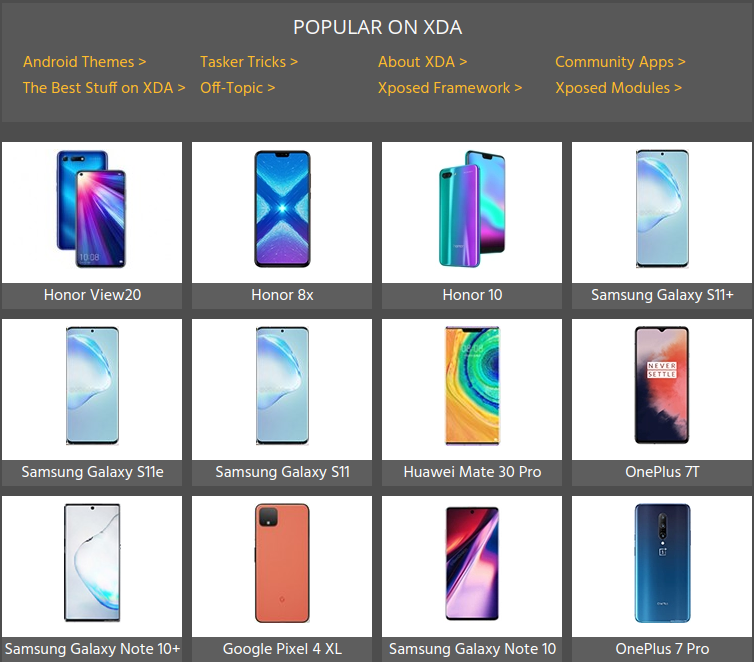 POPULAR ON XDA
Android Themes > Tasker Tricks > About XDA > Community Apps >
The Best Stuff on XDA > Off-Topic > Xposed Framework > Xposed Modules >
Honor View20 Honor 8x Honor 10 Samsung Galaxy S11+
NEVER
SETTLE
Samsung Galaxy S11e Samsung Galaxy S11 Huawei Mate 30 Pro OnePlus 7T
Samsung Galaxy Note 10+ Google Pixel 4 XL Samsung Galaxy Note 10 OnePlus 7 Pro